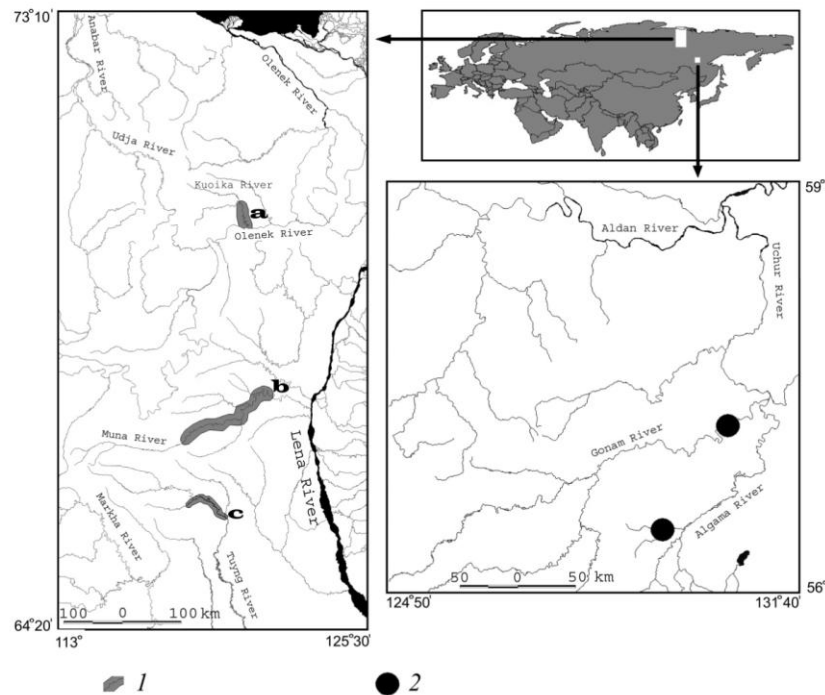 73°10'
Anabar River
Olenek River
Udja River
Kuoika River
a
Olenek River
b
Muna River
Lena River
c
Markha River
Tuyng River
100 0 100 km
64°20'
113°
125°30'
59°
Aldan River
Uchur River
Gonam River
Algama River
50 0 50 km
56°
124°50'
131°40'
1
2